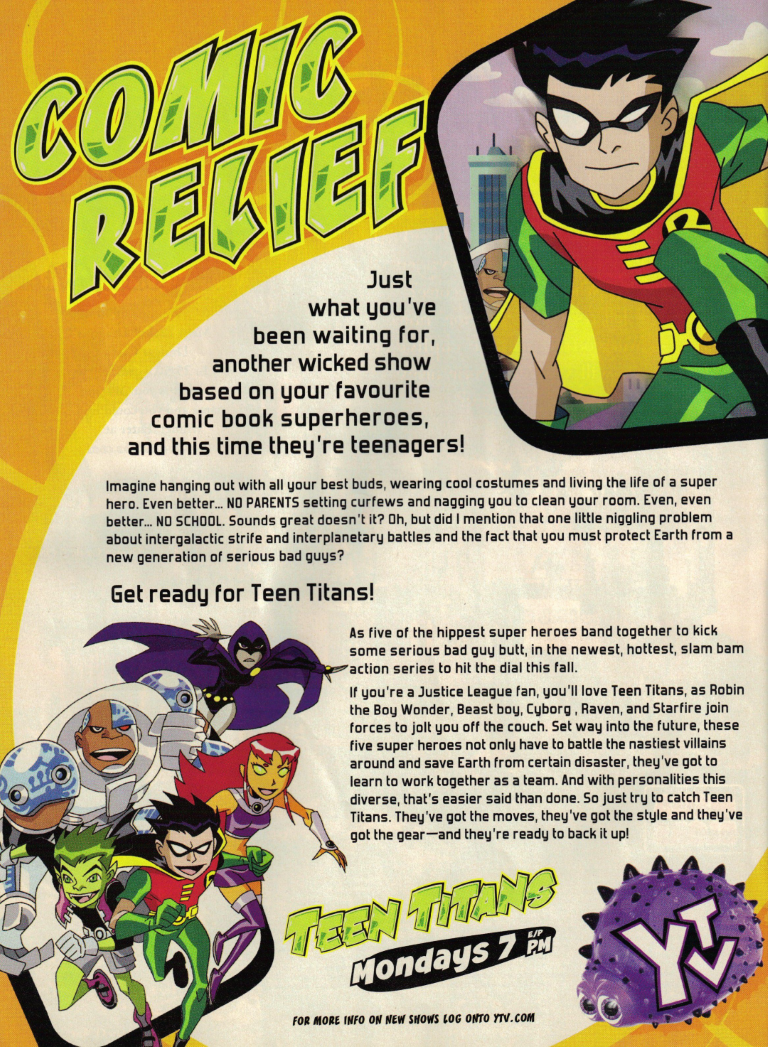 COMIC
RELIEF
Just
what you've
been waiting for,
another wicked show
based on your favourite
comic book superheroes,
and this time they're teenagers!
Imagine hanging out with all your best buds, wearing cool costumes and living the life of a super
hero. Even better... NO PARENTS setting curfews and nagging you to clean your room. Even, even
better... NO SCHOOL. Sounds great doesn't it? Oh, but did I mention that one little niggling problem
about intergalactic strife and interplanetary battles and the fact that you must protect Earth from a
new generation of serious bad guys?
Get ready for Teen Titans!
As five of the hippest super heroes band together to kick
some serious bad guy butt, in the newest, hottest, slam bam
action series to hit the dial this fall.
If you're a Justice League fan, you'll love Teen Titans, as Robin
the Boy Wonder, Beast boy, Cyborg , Raven, and Starfire join
forces to jolt you off the couch. Set way into the future, these
five super heroes not only have to battle the nastiest villains
around and save Earth from certain disaster, they've got to
learn to work together as a team. And with personalities this
diverse, that's easier said than done. So just try to catch Teen
Titans. They've got the moves, they've got the style and they've
got the gear—and they're ready to back it up!
TEEN TITANS
Mondays 7 E/P PM
YTV
FOR MORE INFO ON NEW SHOWS LOG ONTO YTV.COM